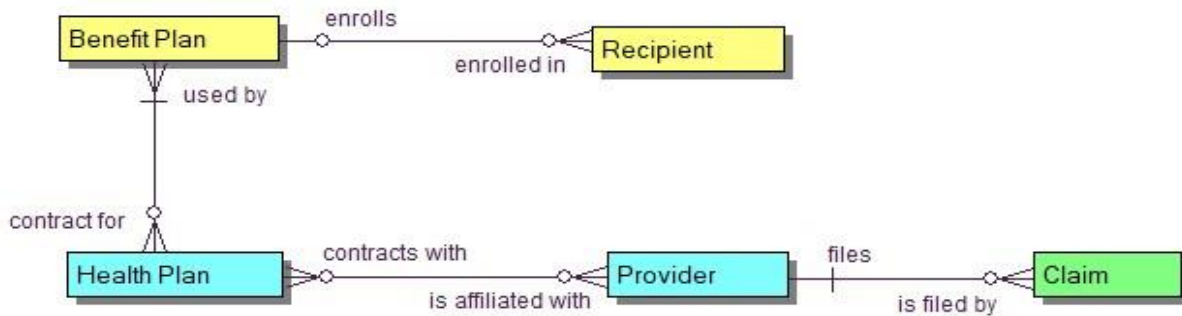 enrolls
Benefit Plan
Recipient
enrolled in
used by
contract for
contracts with
files
Health Plan
Provider
Claim
is affiliated with
is filed by